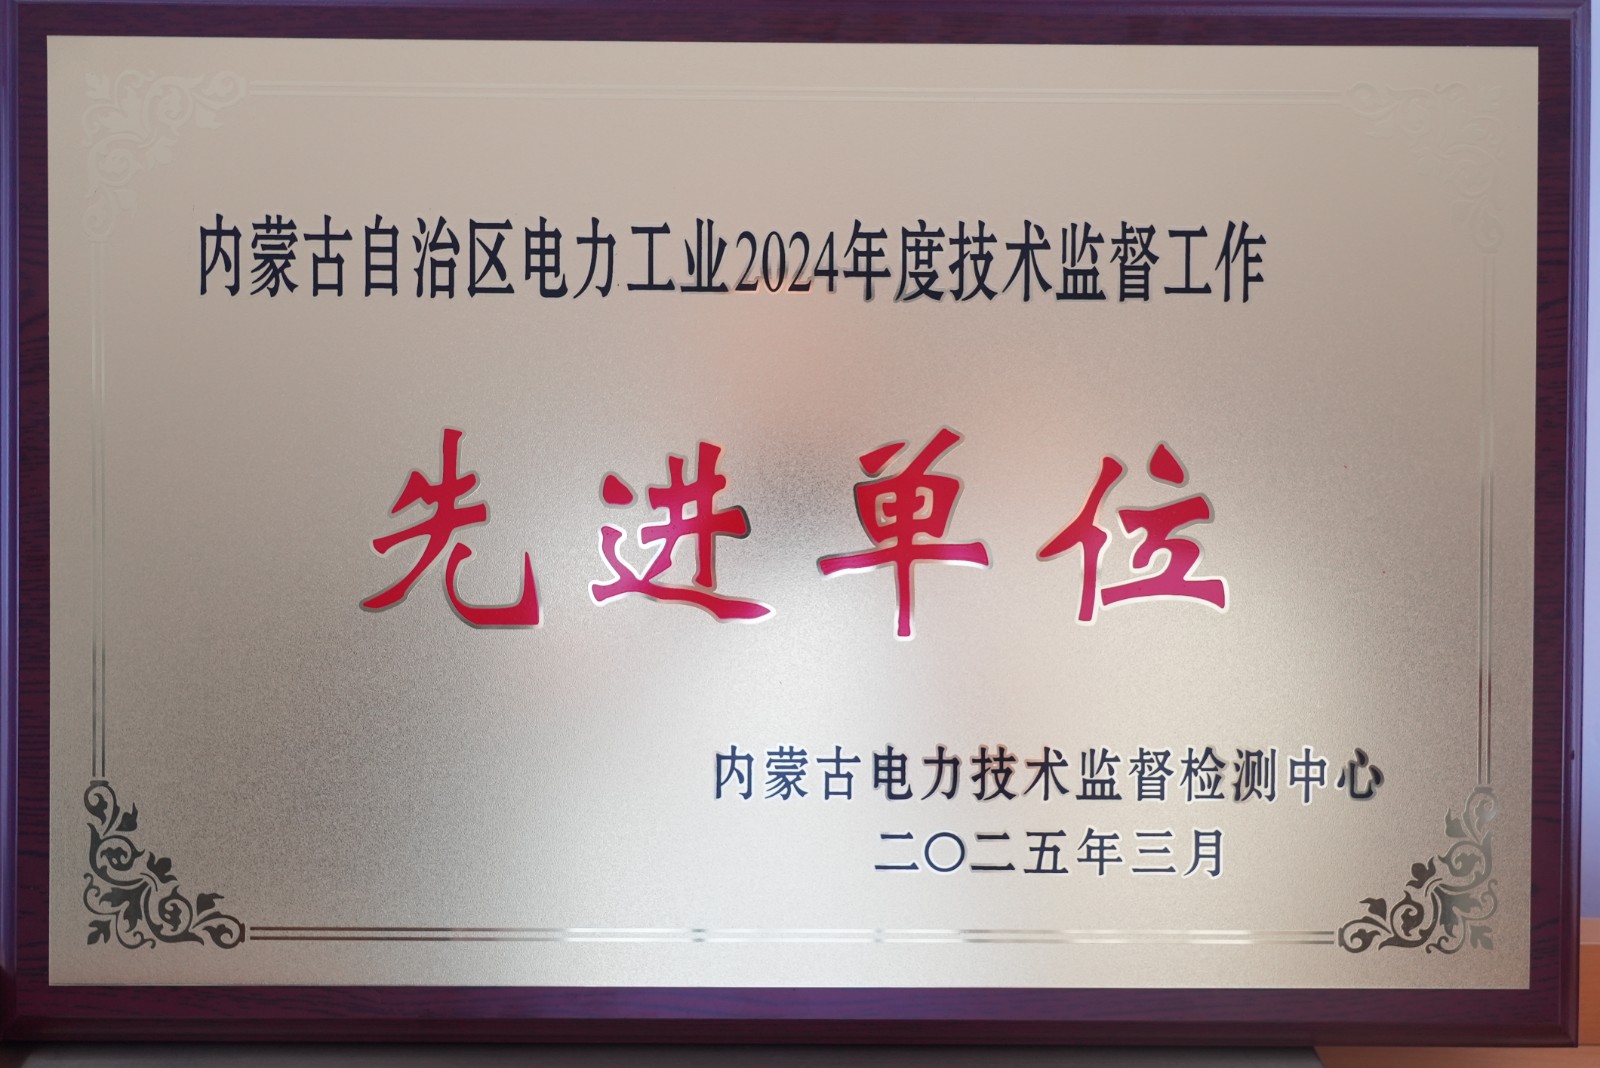 内蒙古自治区电力工业2024年度技术监督工作
先进单位
内蒙古电力技术监督检测中心
二〇二五年三月